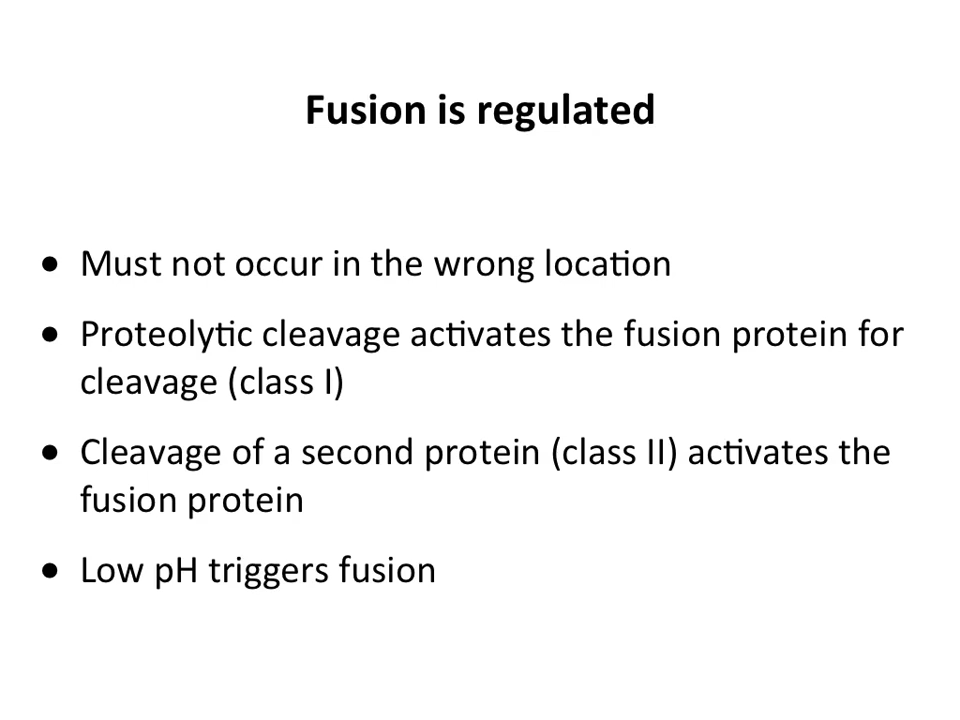 Fusion is regulated
• Must not occur in the wrong location
• Proteolytic cleavage activates the fusion protein for
cleavage (class I)
• Cleavage of a second protein (class II) activates the
fusion protein
• Low pH triggers fusion